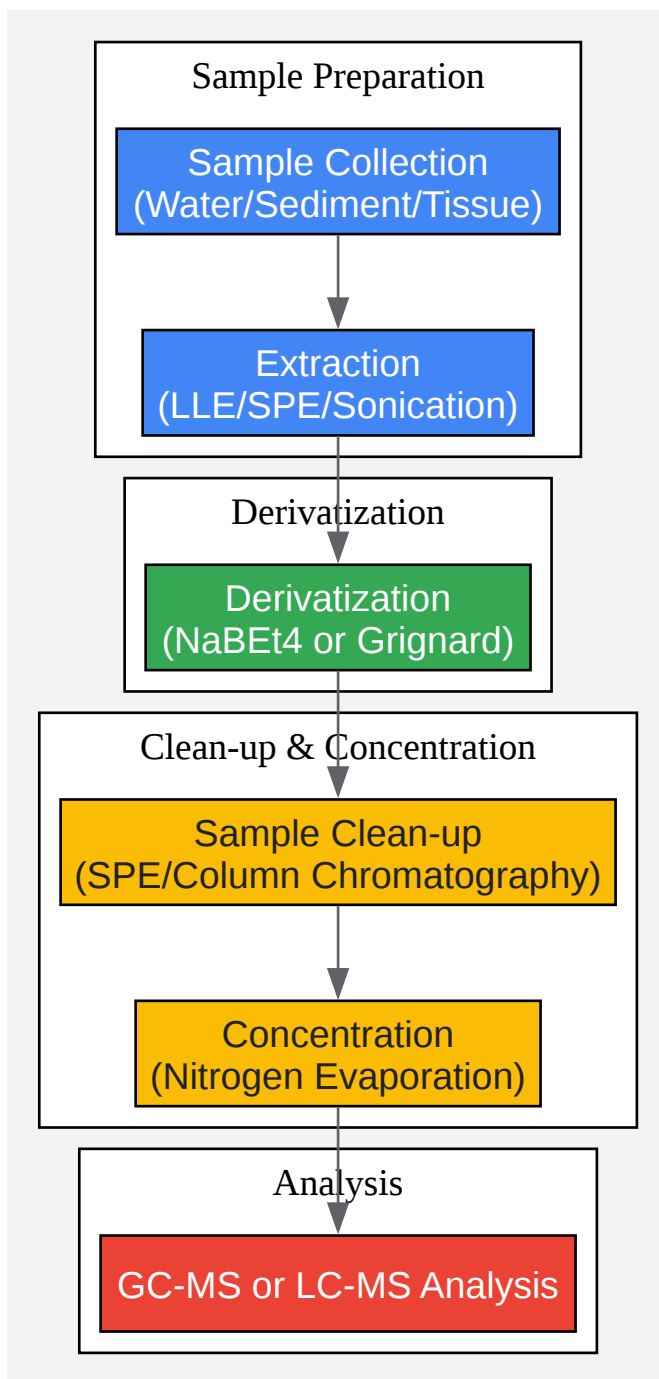 Sample Preparation
Sample Collection
(Water/Sediment/Tissue)
Extraction
(LLE/SPE/Sonication)
Derivatization
Derivatization
(NaBEt4 or Grignard)
Clean-up & Concentration
Sample Clean-up
(SPE/Column Chromatography)
Concentration
(Nitrogen Evaporation)
Analysis
GC-MS or LC-MS Analysis